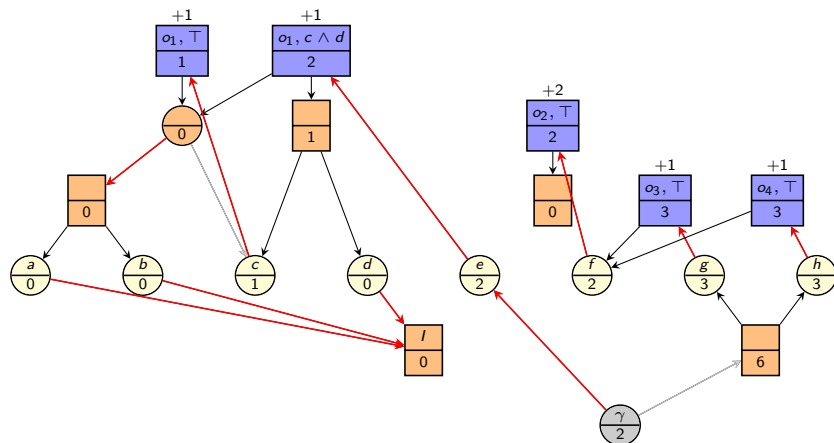 +1 +1
o₁, ⊤ o₁, c ∧ d
1 2
+2
o₂, ⊤
2
0
1
+1 +1
o₃, ⊤ o₄, ⊤
3 3
0
0
a b c d e f g h
0 0 1 0 2 2 3 3
I
0
6
γ
2